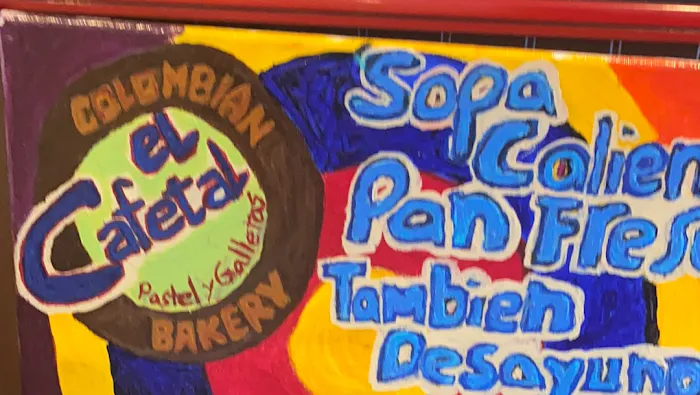 COLOMBIAN
el
Cafetal
Pastel y Galletas
BAKERY
Sopa
Calien
Pan Fres
Tambien
Desayuno